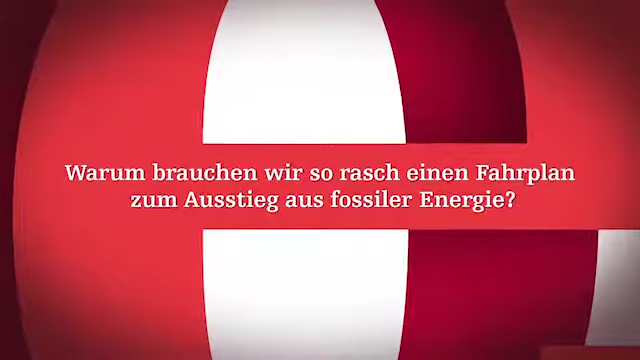 Warum brauchen wir so rasch einen Fahrplan
zum Ausstieg aus fossiler Energie?